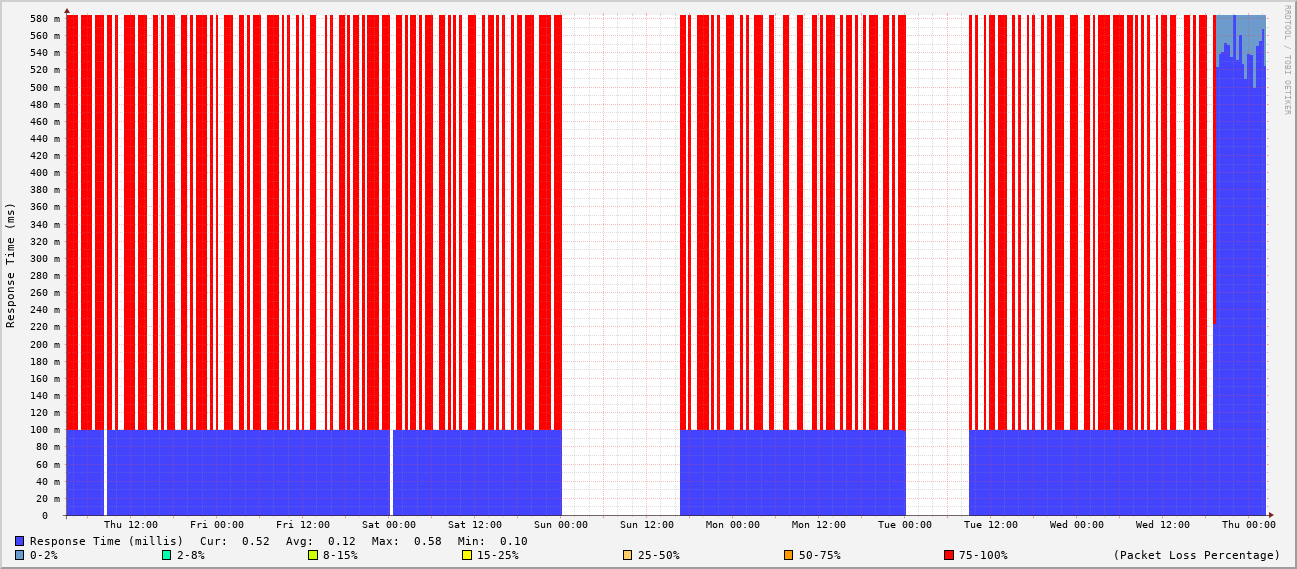 RRDTOOL / TOBI OETIKER
Response Time (ms)
580 m
560 m
540 m
520 m
500 m
480 m
460 m
440 m
420 m
400 m
380 m
360 m
340 m
320 m
300 m
280 m
260 m
240 m
220 m
200 m
180 m
160 m
140 m
120 m
100 m
80 m
60 m
40 m
20 m
0
Thu 12:00 Fri 00:00 Fri 12:00 Sat 00:00 Sat 12:00 Sun 00:00 Sun 12:00 Mon 00:00 Mon 12:00 Tue 00:00 Tue 12:00 Wed 00:00 Wed 12:00 Thu 00:00
Response Time (millis) Cur: 0.52 Avg: 0.12 Max: 0.58 Min: 0.10
0-2% 2-8% 8-15% 15-25% 25-50% 50-75% 75-100% (Packet Loss Percentage)